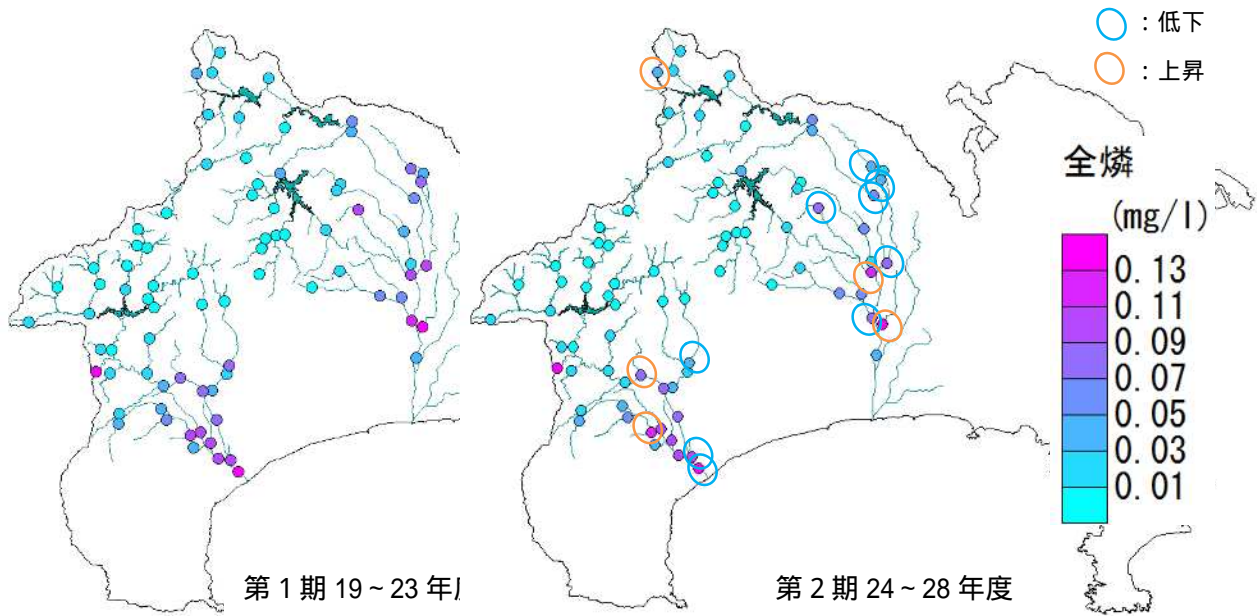 ：低下
：上昇
全燐
(mg/l)
0.13
0.11
0.09
0.07
0.05
0.03
0.01
第 1 期 19 ~ 23 年
第 2 期 24 ~ 28 年度